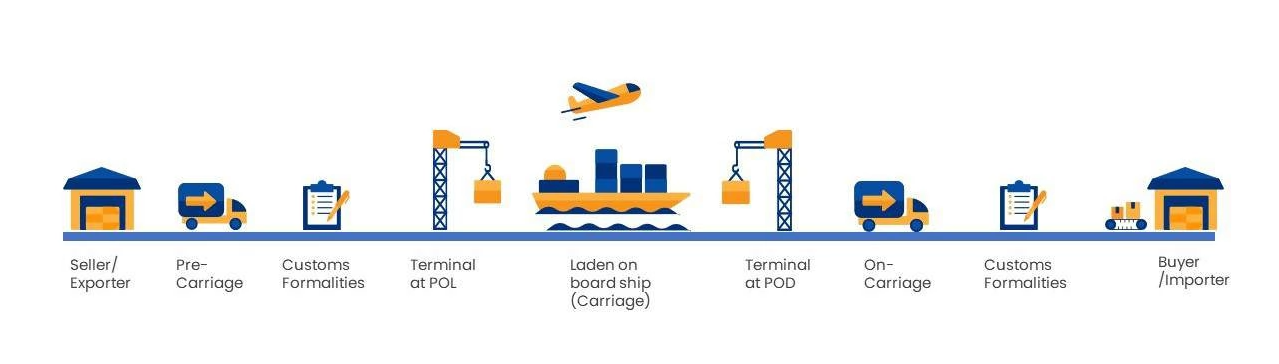 Seller/
Exporter
Pre-
Carriage
Customs
Formalities
Terminal
at POL
Laden on
board ship
(Carriage)
Terminal
at POD
On-
Carriage
Customs
Formalities
Buyer
/Importer